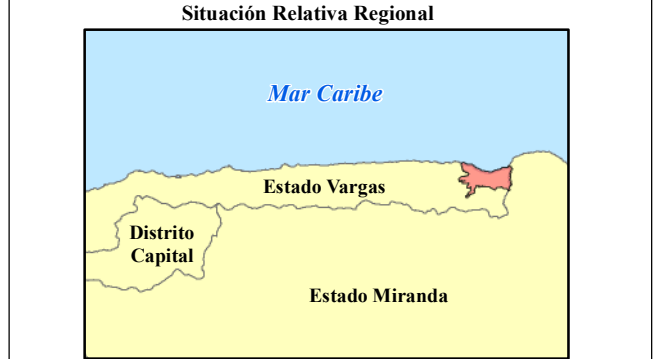 Situación Relativa Regional
Mar Caribe
Estado Vargas
Distrito
Capital
Estado Miranda